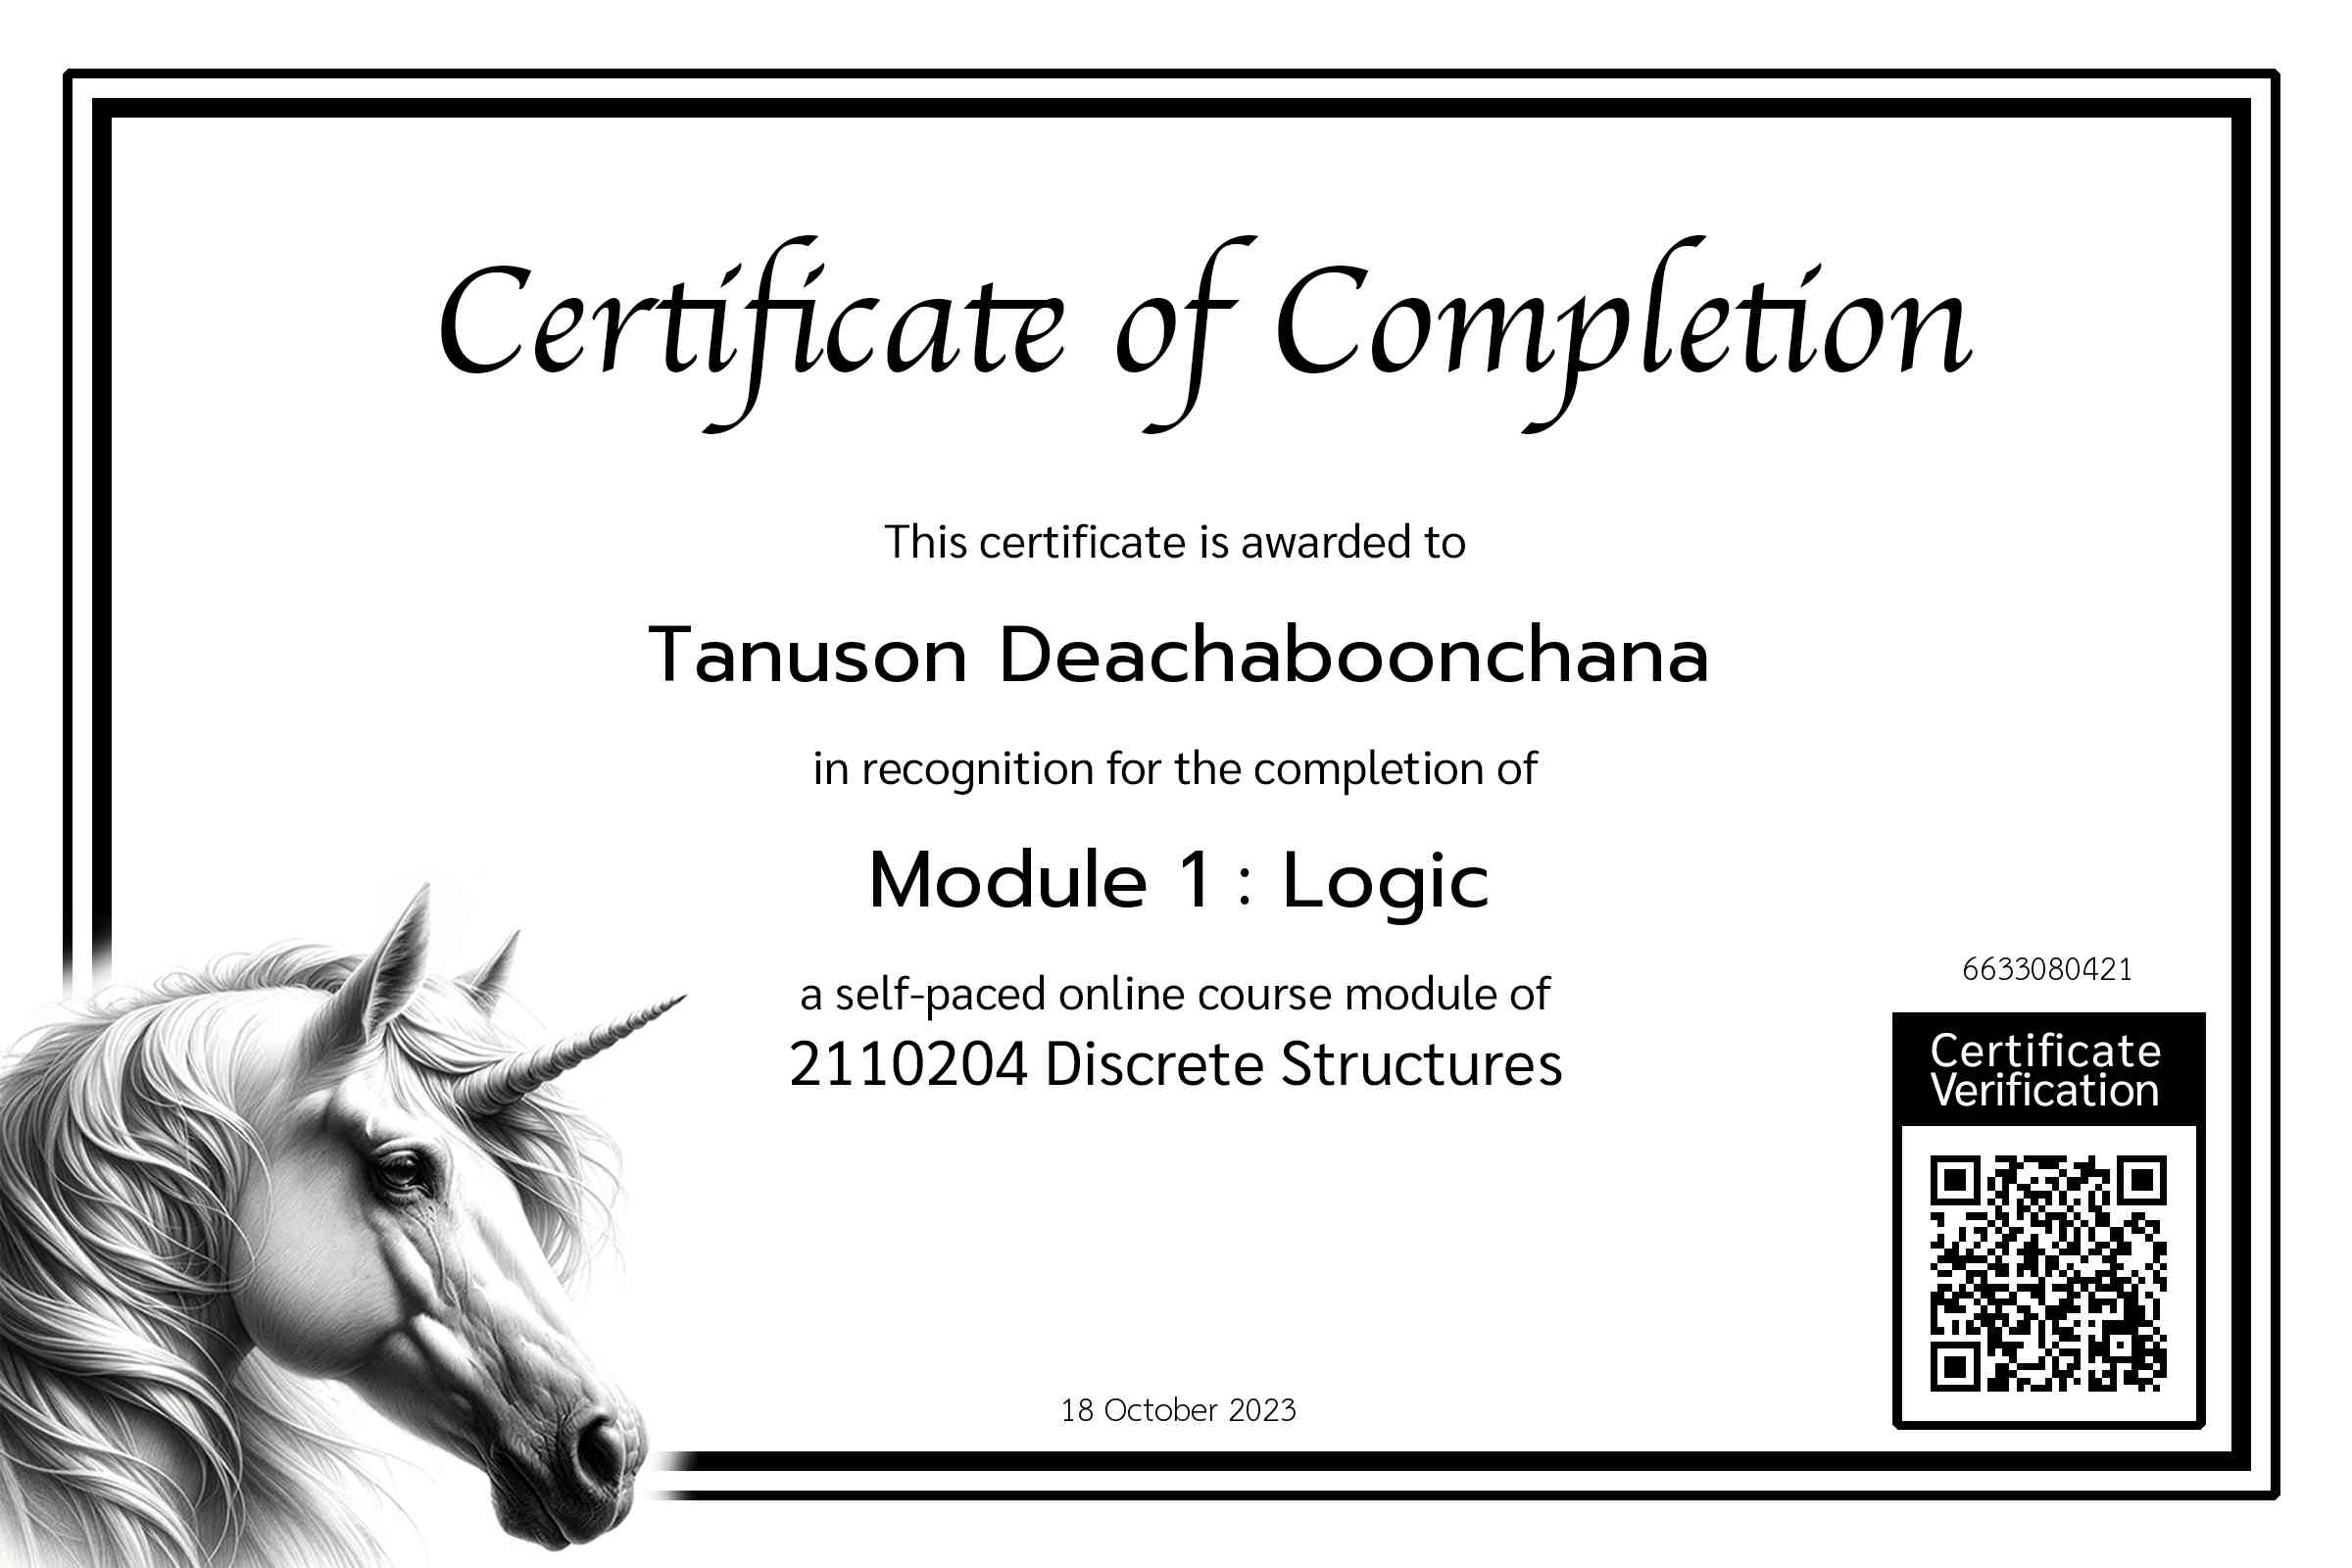 Certificate of Completion
This certificate is awarded to
Tanuson Deachaboonchana
in recognition for the completion of
Module 1 : Logic
a self-paced online course module of
2110204 Discrete Structures
6633080421
Certificate
Verification
18 October 2023